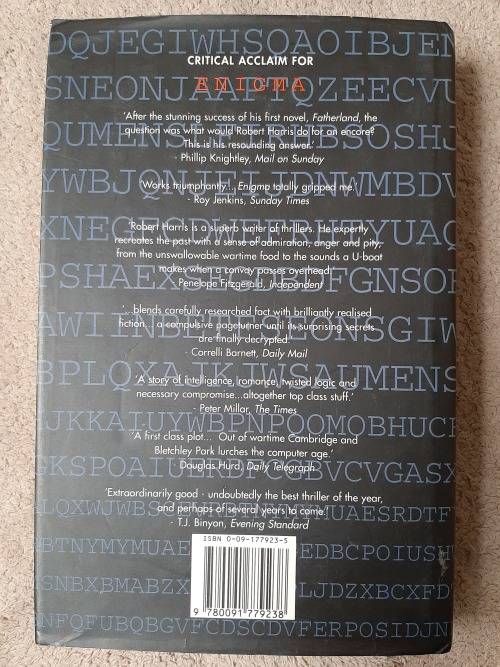 DQJEGIWHSOAOIBJEN
CRITICAL ACCLAIM FOR
ENIGMA
SNEONJAAFTQZEECVU
'After the stunning success of his first novel, Fatherland, the
question was what would Robert Harris do for an encore?
This is his resounding answer.'
- Phillip Knightley, Mail on Sunday
'Works triumphantly... Enigma totally gripped me.'
- Roy Jenkins, Sunday Times
'Robert Harris is a superb writer of thrillers. He expertly
recreates the past with a sense of admiration, anger and pity,
from the unswallowable wartime food to the sounds a U-boat
makes when a convoy passes overhead'
- Penelope Fitzgerald, Independent
'...blends carefully researched fact with brilliantly realised
fiction... a compulsive pageturner until its surprising secrets
are finally decrypted.'
- Correlli Barnett, Daily Mail
'A story of intelligence, romance, twisted logic and
necessary compromise...altogether top class stuff.'
- Peter Millar, The Times
'A first class plot... Out of wartime Cambridge and
Bletchley Park lurches the computer age.'
Douglas Hurd, Daily Telegraph
'Extraordinarily good - undoubtedly the best thriller of the year,
and perhaps of several years to come.'
- T.J. Binyon, Evening Standard
ISBN 0-09-177923-5
BTNYMYMUAE
EDBCPOIUSH
SNBXBMABZX
LJDZXBCXFD
9 780091 779238
NFQFUBQBGVFCDSCDVFERPOSIDJN